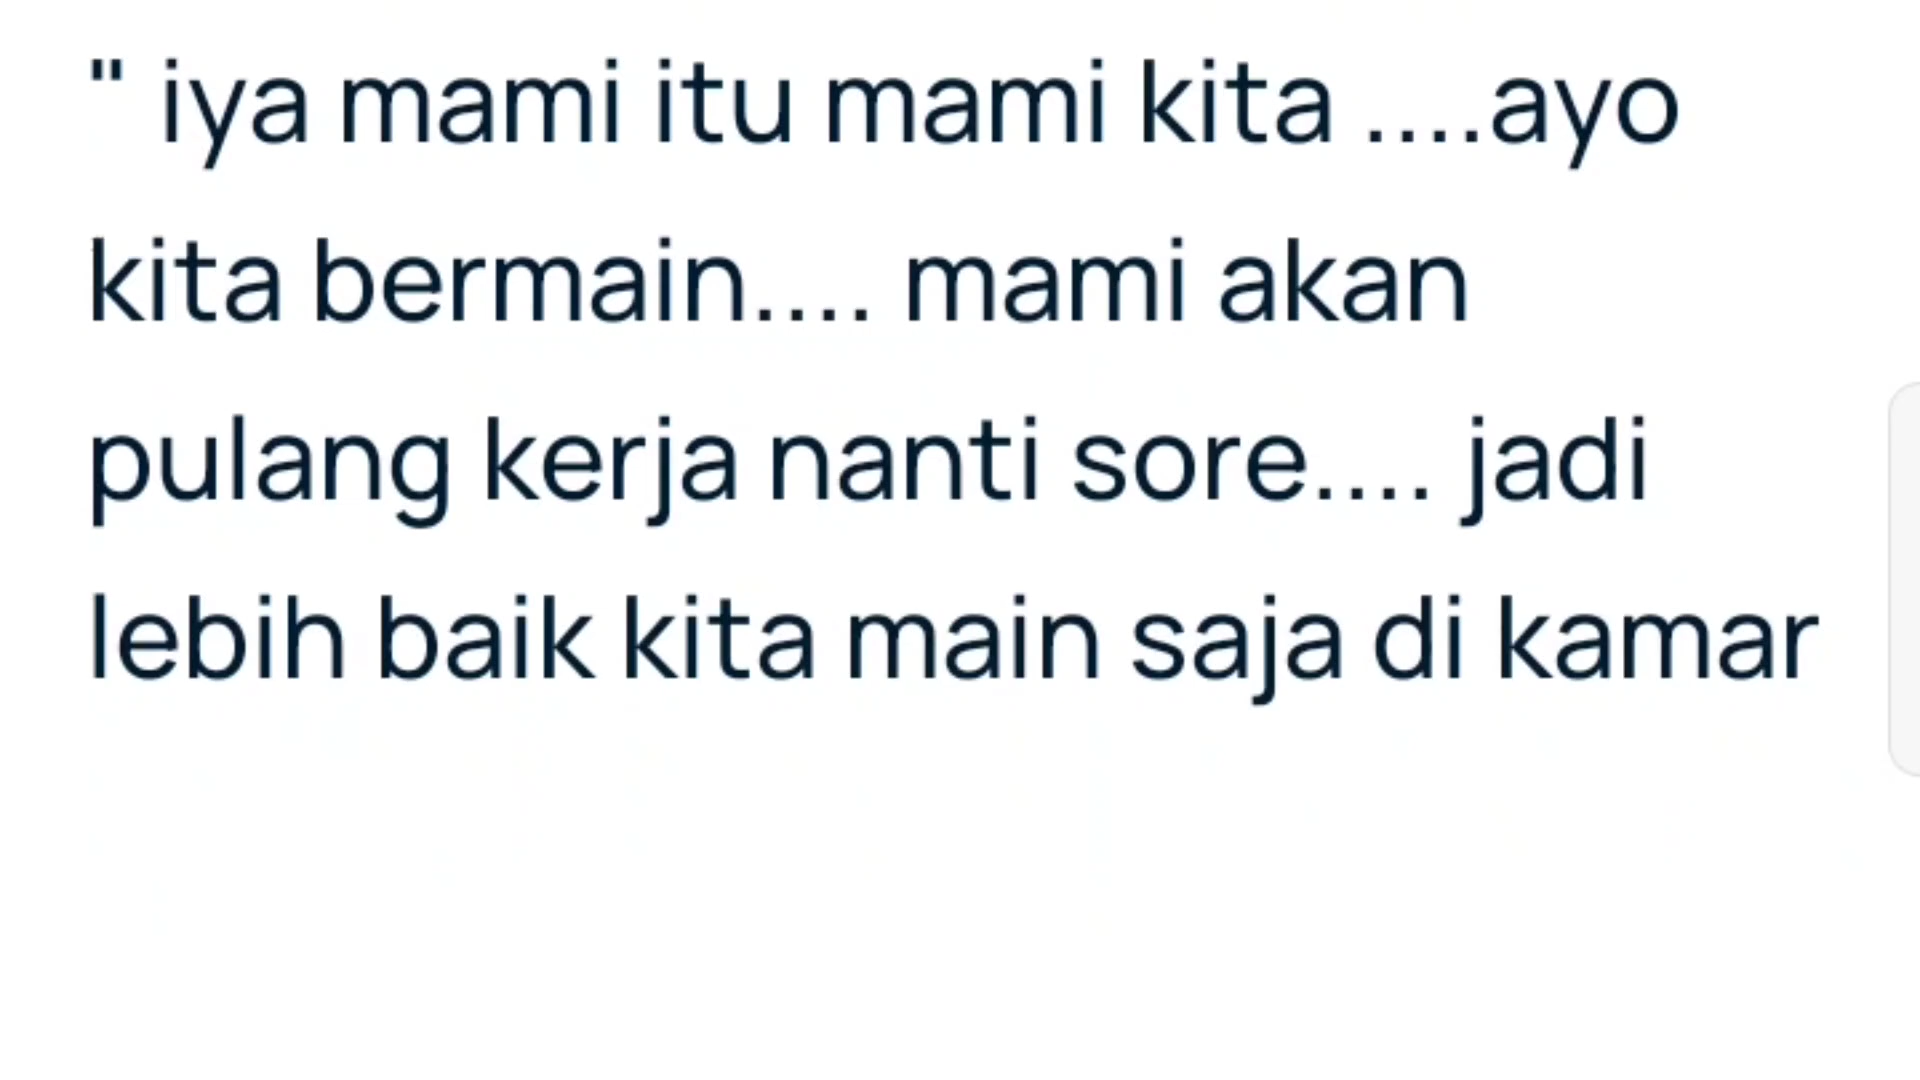 " iya mami itu mami kita ....ayo
kita bermain.... mami akan
pulang kerja nanti sore.... jadi
lebih baik kita main saja di kamar